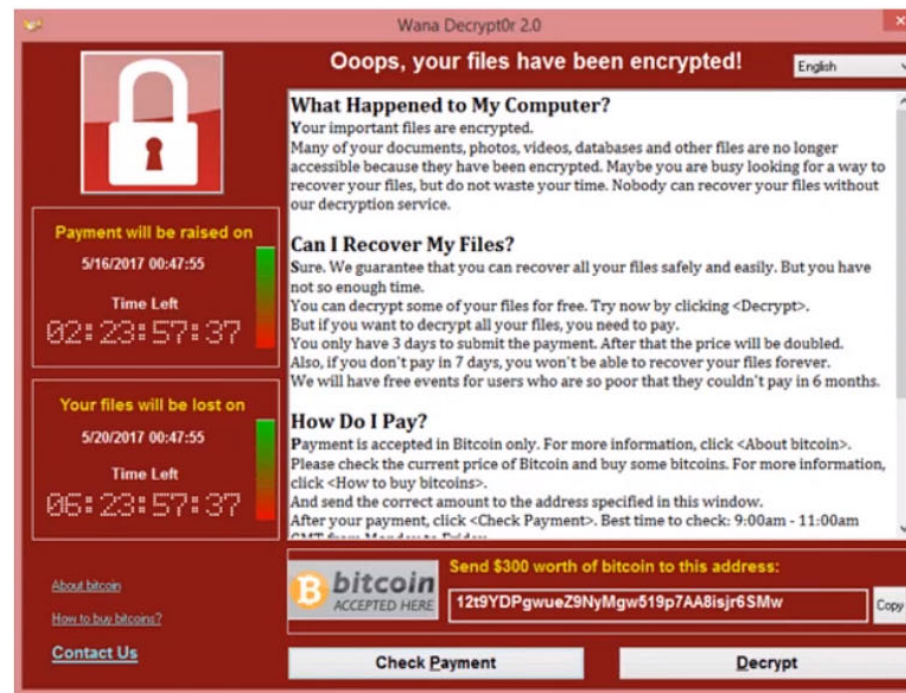 Wana Decrypt0r 2.0
Ooops, your files have been encrypted!
English
What Happened to My Computer?
Your important files are encrypted.
Many of your documents, photos, videos, databases and other files are no longer
accessible because they have been encrypted. Maybe you are busy looking for a way to
recover your files, but do not waste your time. Nobody can recover your files without
our decryption service.
Can I Recover My Files?
Sure. We guarantee that you can recover all your files safely and easily. But you have
not so enough time.
You can decrypt some of your files for free. Try now by clicking <Decrypt>.
But if you want to decrypt all your files, you need to pay.
You only have 3 days to submit the payment. After that the price will be doubled.
Also, if you don't pay in 7 days, you won't be able to recover your files forever.
We will have free events for users who are so poor that they couldn't pay in 6 months.
How Do I Pay?
Payment is accepted in Bitcoin only. For more information, click <About bitcoin>.
Please check the current price of Bitcoin and buy some bitcoins. For more information,
click <How to buy bitcoins>.
And send the correct amount to the address specified in this window.
After your payment, click <Check Payment>. Best time to check: 9:00am - 11:00am
GMT from Monday to Friday
Payment will be raised on
5/16/2017 00:47:55
Time Left
02:23:57:37
Your files will be lost on
5/20/2017 00:47:55
Time Left
06:23:57:37
About bitcoin
How to buy bitcoins?
Contact Us
bitcoin
ACCEPTED HERE
Send $300 worth of bitcoin to this address:
12t9YDPgwueZ9NyMgw519p7AA8isjr6SMw
Copy
Check Payment
Decrypt